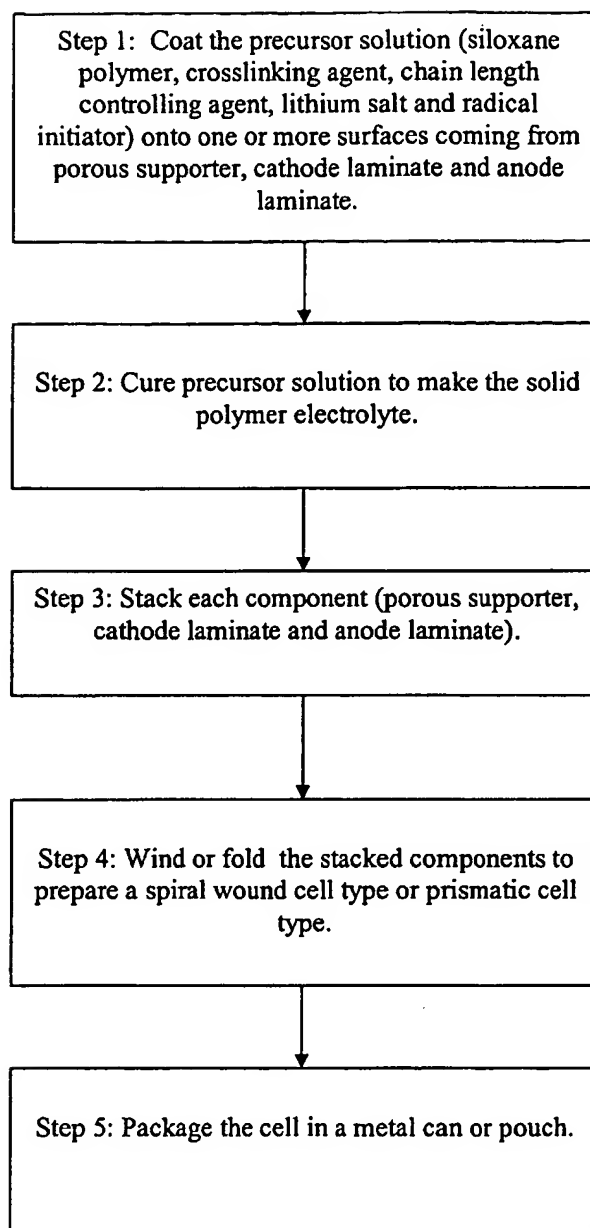 Step 1: Coat the precursor solution (siloxane
polymer, crosslinking agent, chain length
controlling agent, lithium salt and radical
initiator) onto one or more surfaces coming from
porous supporter, cathode laminate and anode
laminate.
Step 2: Cure precursor solution to make the solid
polymer electrolyte.
Step 3: Stack each component (porous supporter,
cathode laminate and anode laminate).
Step 4: Wind or fold the stacked components to
prepare a spiral wound cell type or prismatic cell
type.
Step 5: Package the cell in a metal can or pouch.